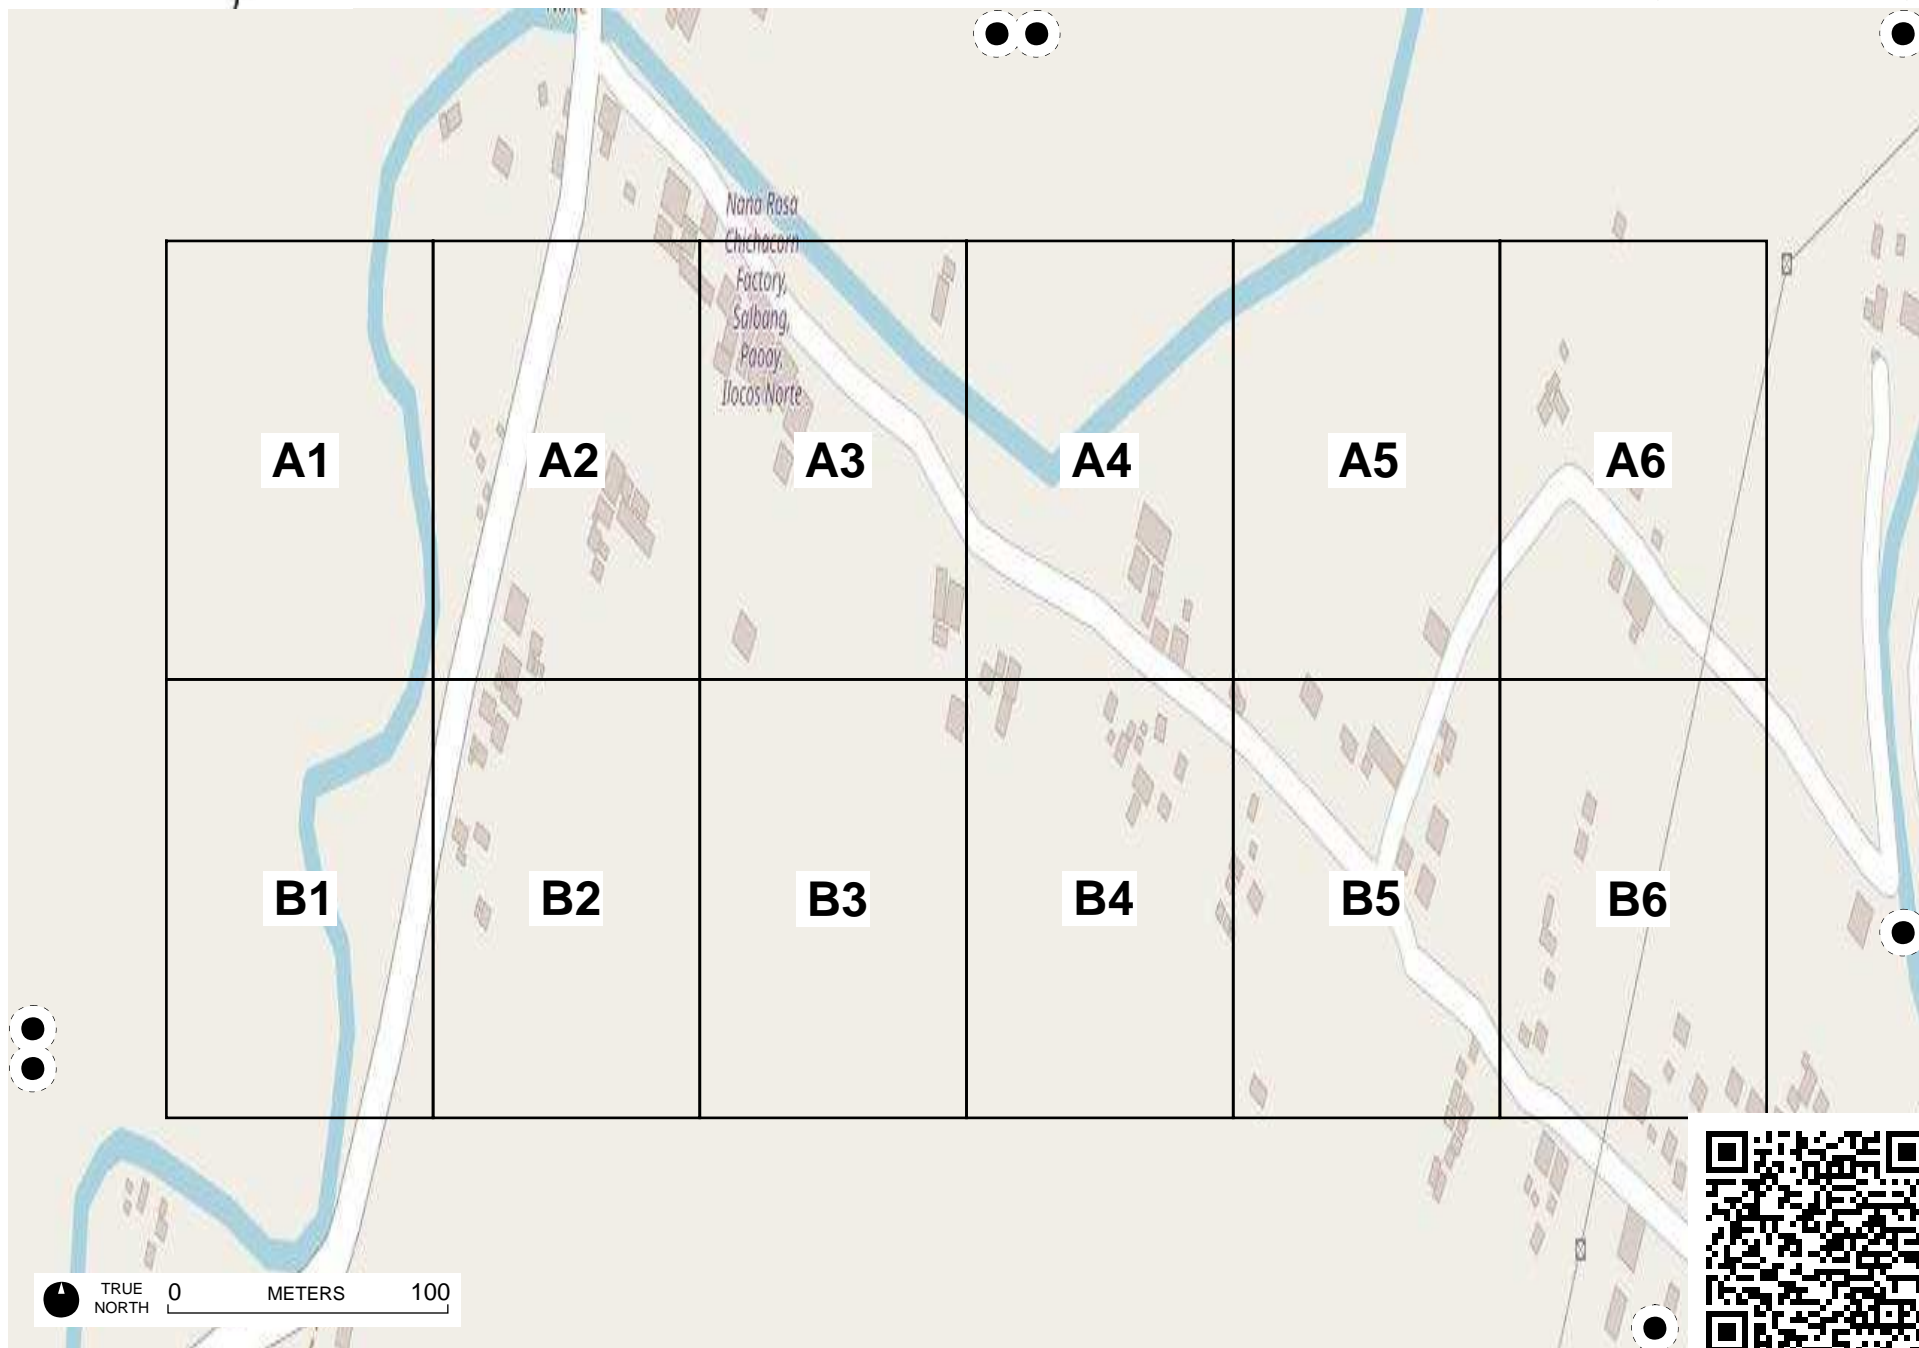 Nana Rosa
Chichacorn
Factory,
Salbang,
Paoay,
Ilocos Norte
A1
A2
A3
A4
A5
A6
B1
B2
B3
B4
B5
B6
TRUE
NORTH
0 METERS 100